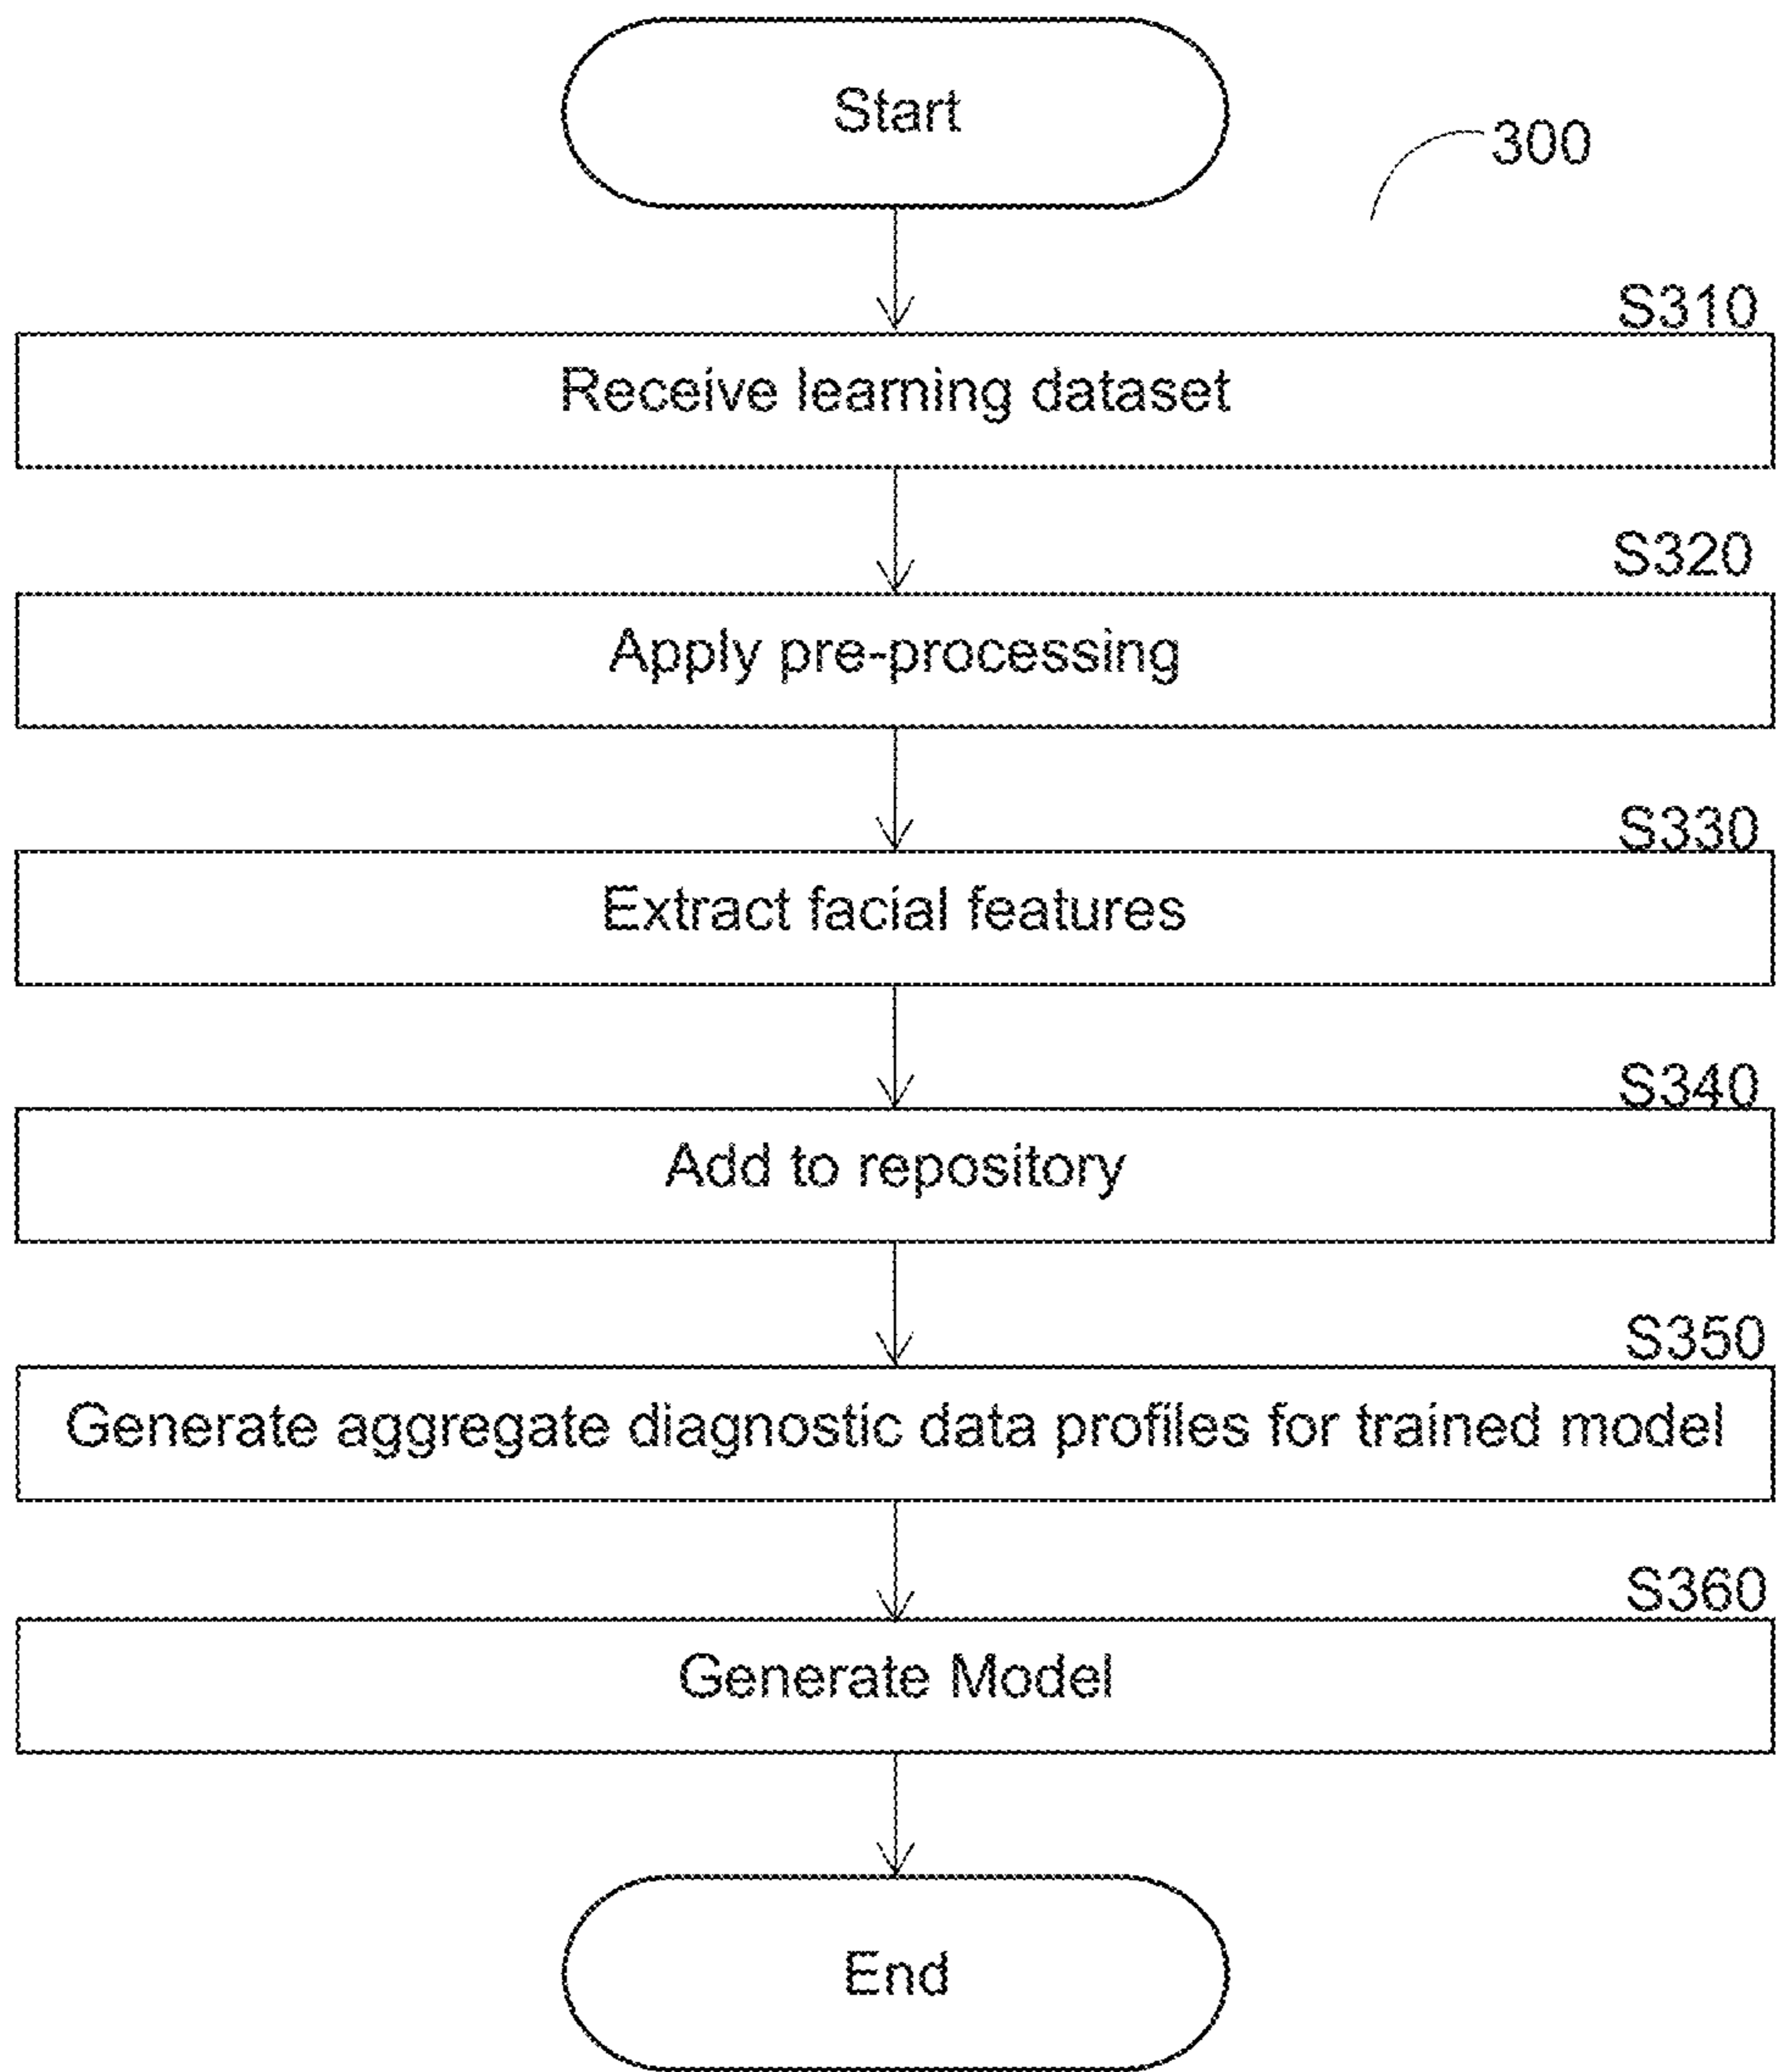 Start
300
S310
Receive learning dataset
S320
Apply pre-processing
S330
Extract facial features
S340
Add to repository
S350
Generate aggregate diagnostic data profiles for trained model
S360
Generate Model
End